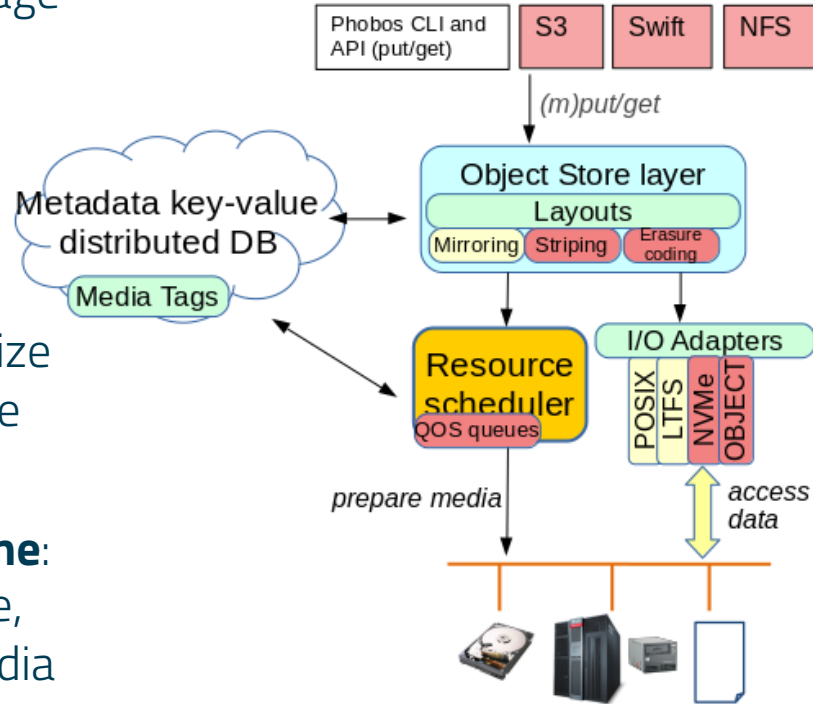 age
ize
e
ne:
e,
dia
Phobos CLI and
API (put/get)
S3
Swift
NFS
(m)put/get
Object Store layer
Layouts
Mirroring
Striping
Erasure
coding
Metadata key-value
distributed DB
Media Tags
Resource
scheduler
QOS queues
I/O Adapters
POSIX
LTFS
NVMe
OBJECT
prepare media
access
data